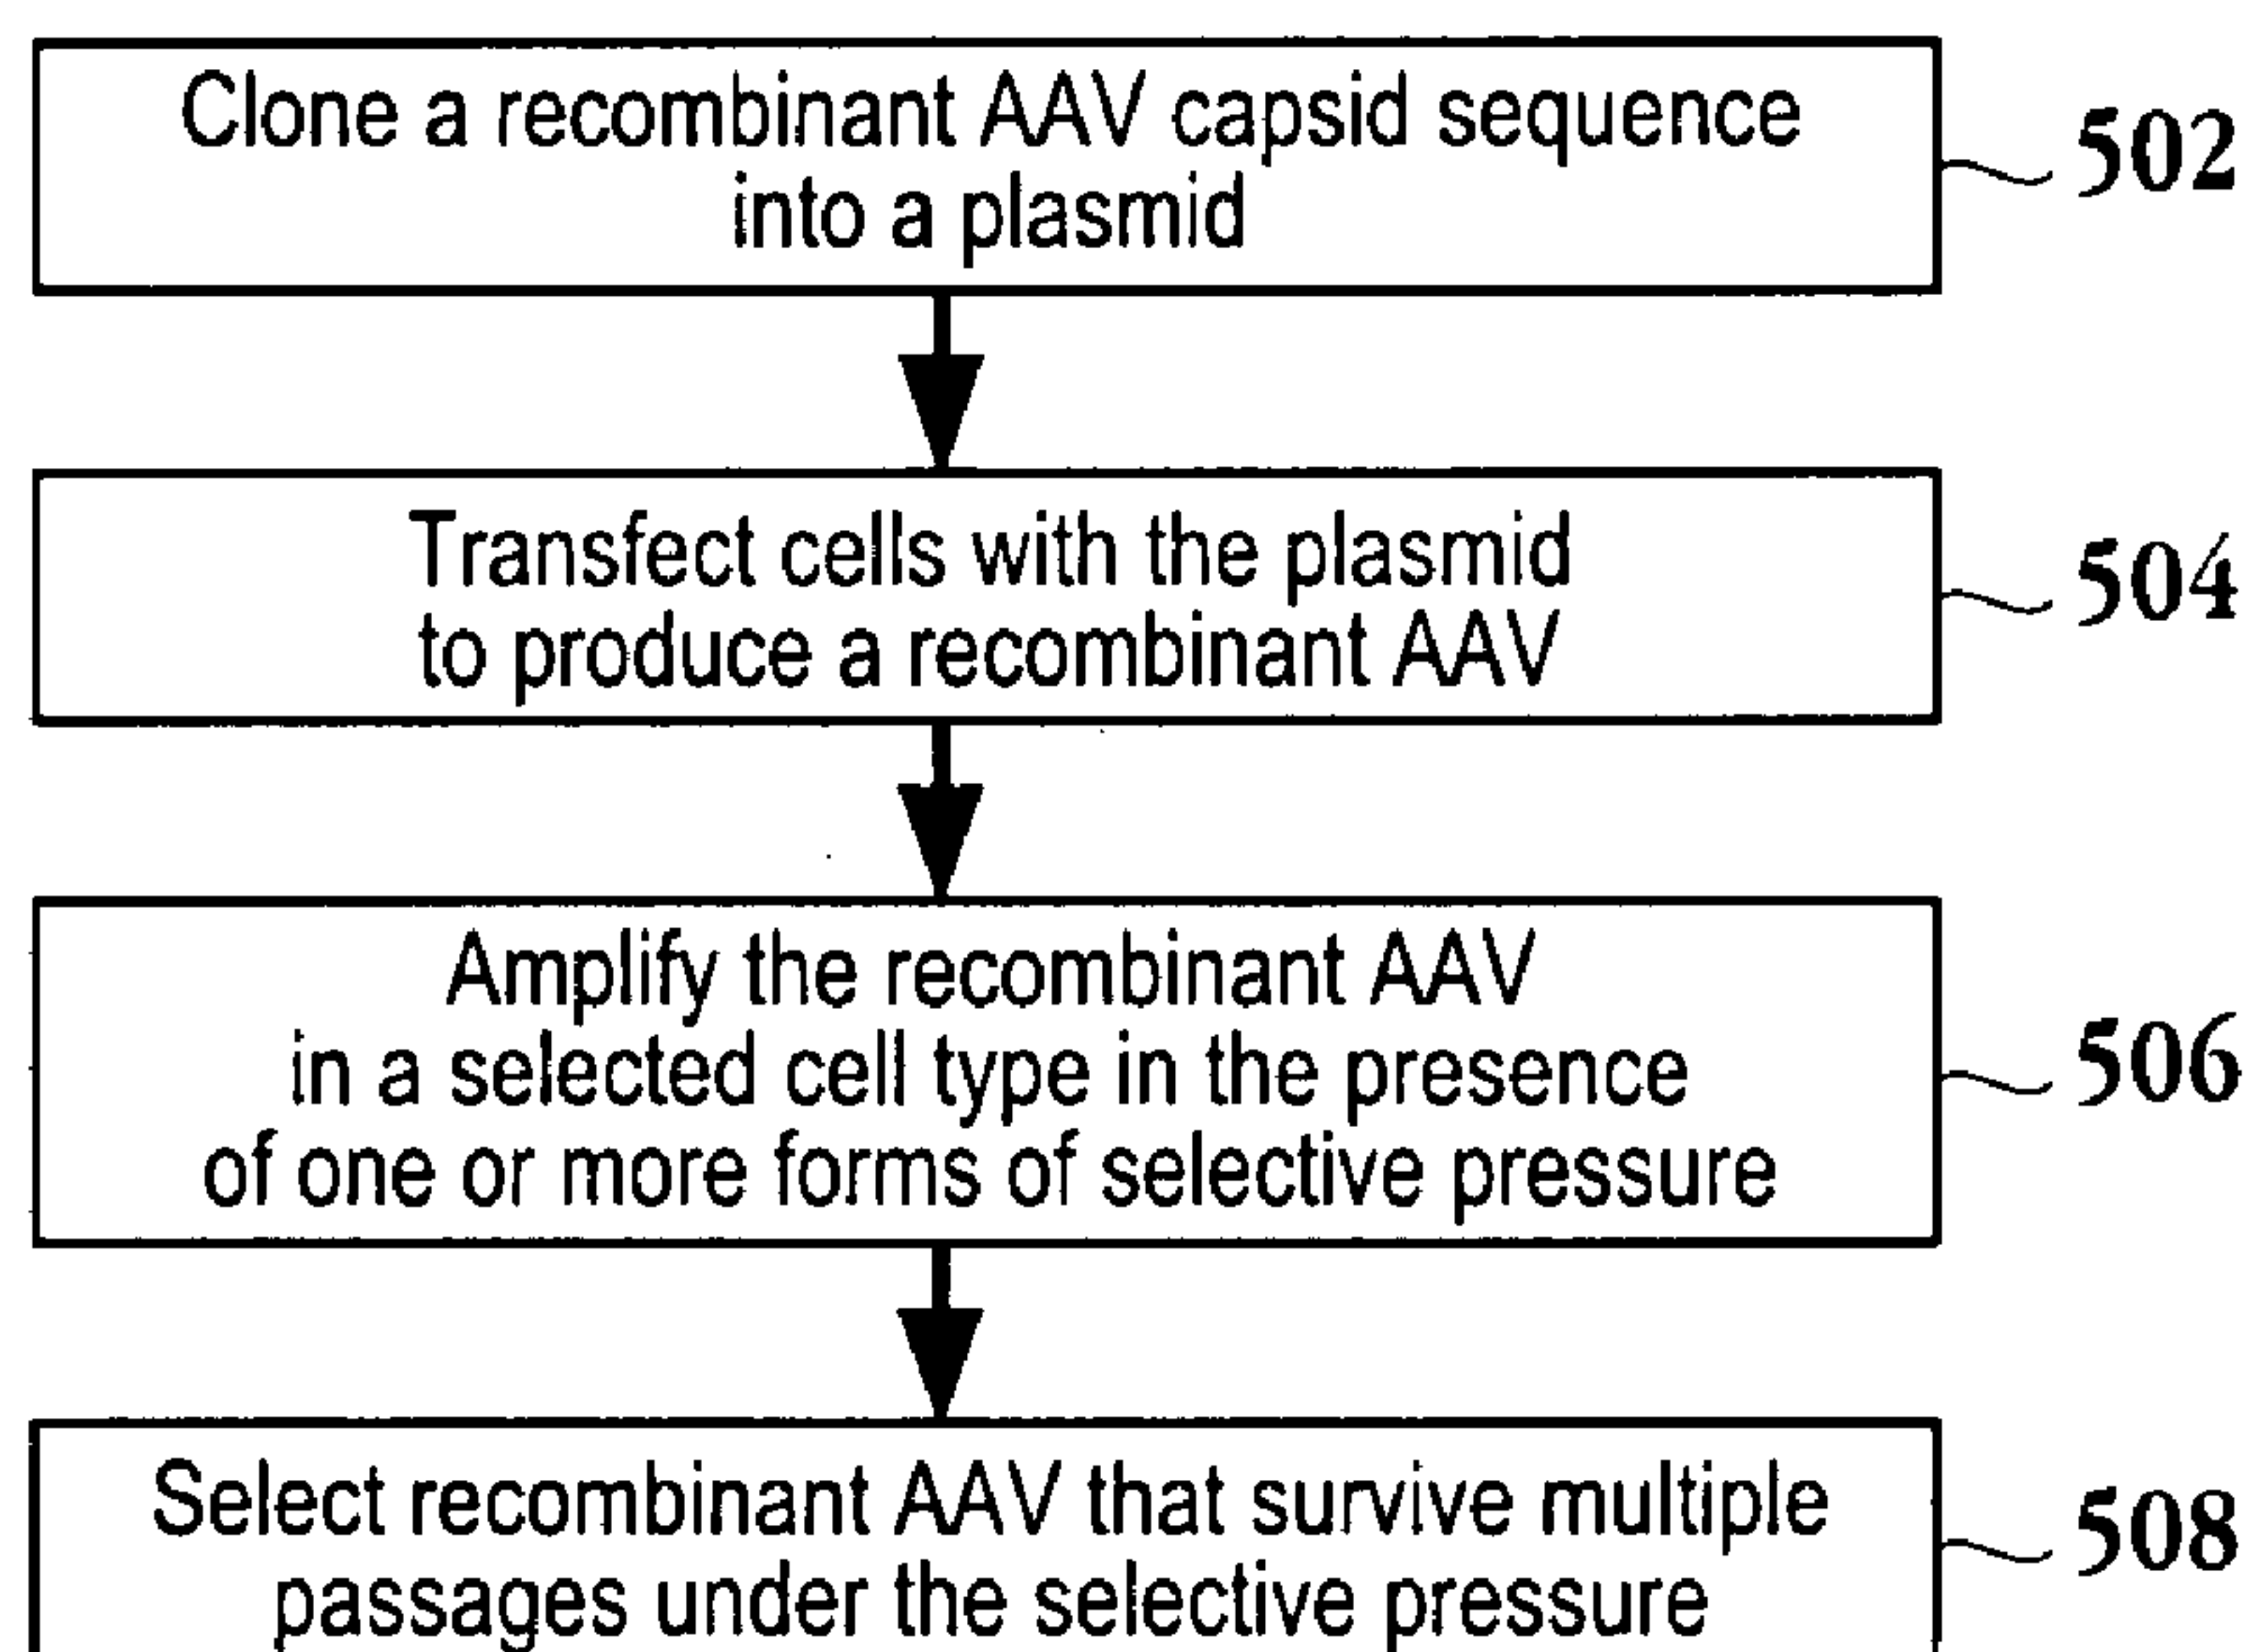 Clone a recombinant AAV capsid sequence
into a plasmid
502
Transfect cells with the plasmid
to produce a recombinant AAV
504
Amplify the recombinant AAV
in a selected cell type in the presence
of one or more forms of selective pressure
506
Select recombinant AAV that survive multiple
passages under the selective pressure
508